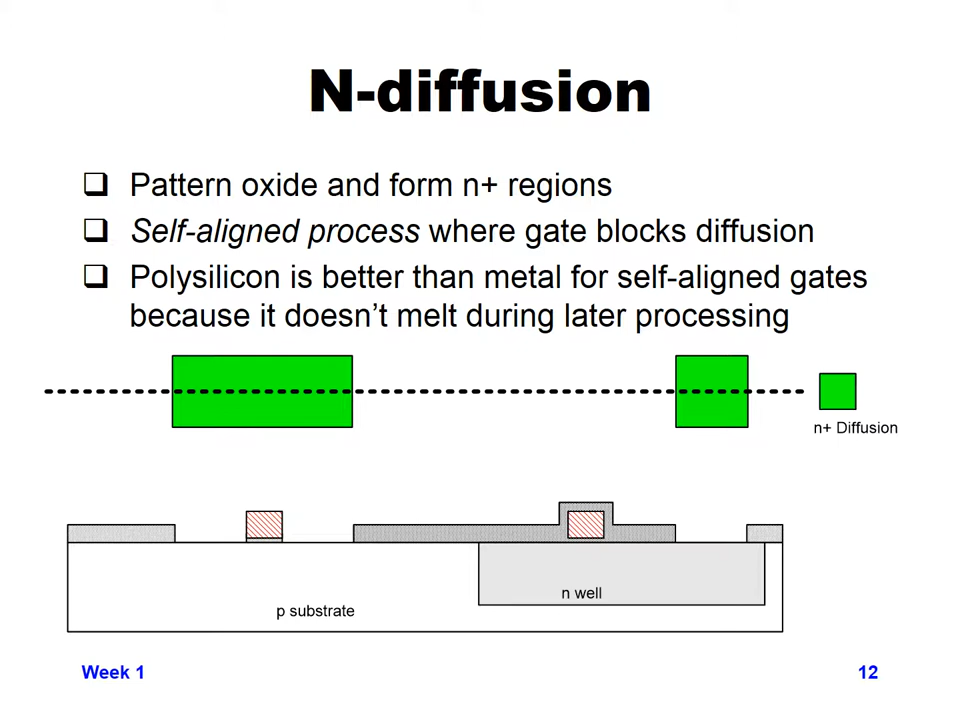 N-diffusion
❑ Pattern oxide and form n+ regions
❑ Self-aligned process where gate blocks diffusion
❑ Polysilicon is better than metal for self-aligned gates
because it doesn’t melt during later processing
n+ Diffusion
n well
p substrate
Week 1
12